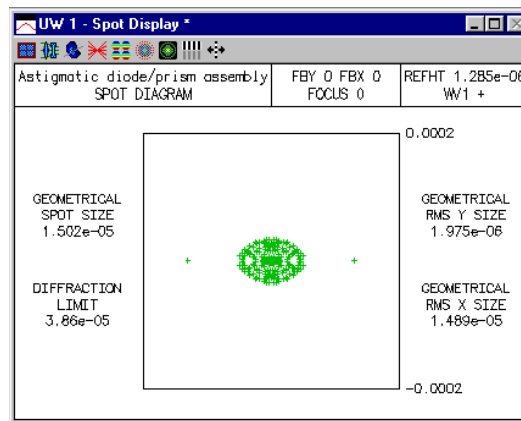 UW 1 - Spot Display *
Astigmatic diode/prism assembly
SPOT DIAGRAM
FBY 0 FBX 0
FOCUS 0
REFHT 1.285e-06
WV1 +
0.0002
GEOMETRICAL
SPOT SIZE
1.502e-05
GEOMETRICAL
RMS Y SIZE
1.975e-06
DIFFRACTION
LIMIT
3.86e-05
GEOMETRICAL
RMS X SIZE
1.489e-05
-0.0002